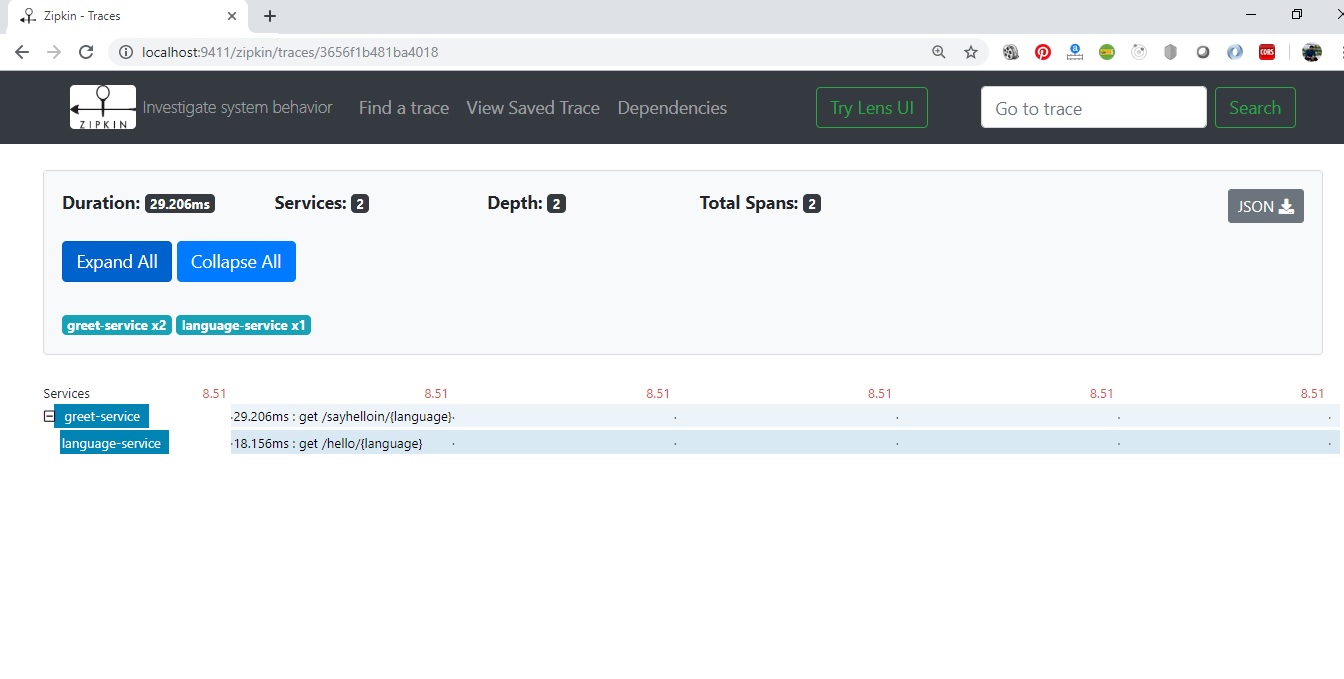 Zipkin - Traces
localhost:9411/zipkin/traces/3656f1b481ba4018
CORS
ZIPKIN Investigate system behavior Find a trace View Saved Trace Dependencies Try Lens UI Go to trace Search
Duration: 29.206ms Services: 2 Depth: 2 Total Spans: 2 JSON
Expand All Collapse All
greet-service x2 language-service x1
Services 8.51 8.51 8.51 8.51 8.51 8.51
greet-service 29.206ms : get /sayhelloin/{language}
language-service 18.156ms : get /hello/{language}